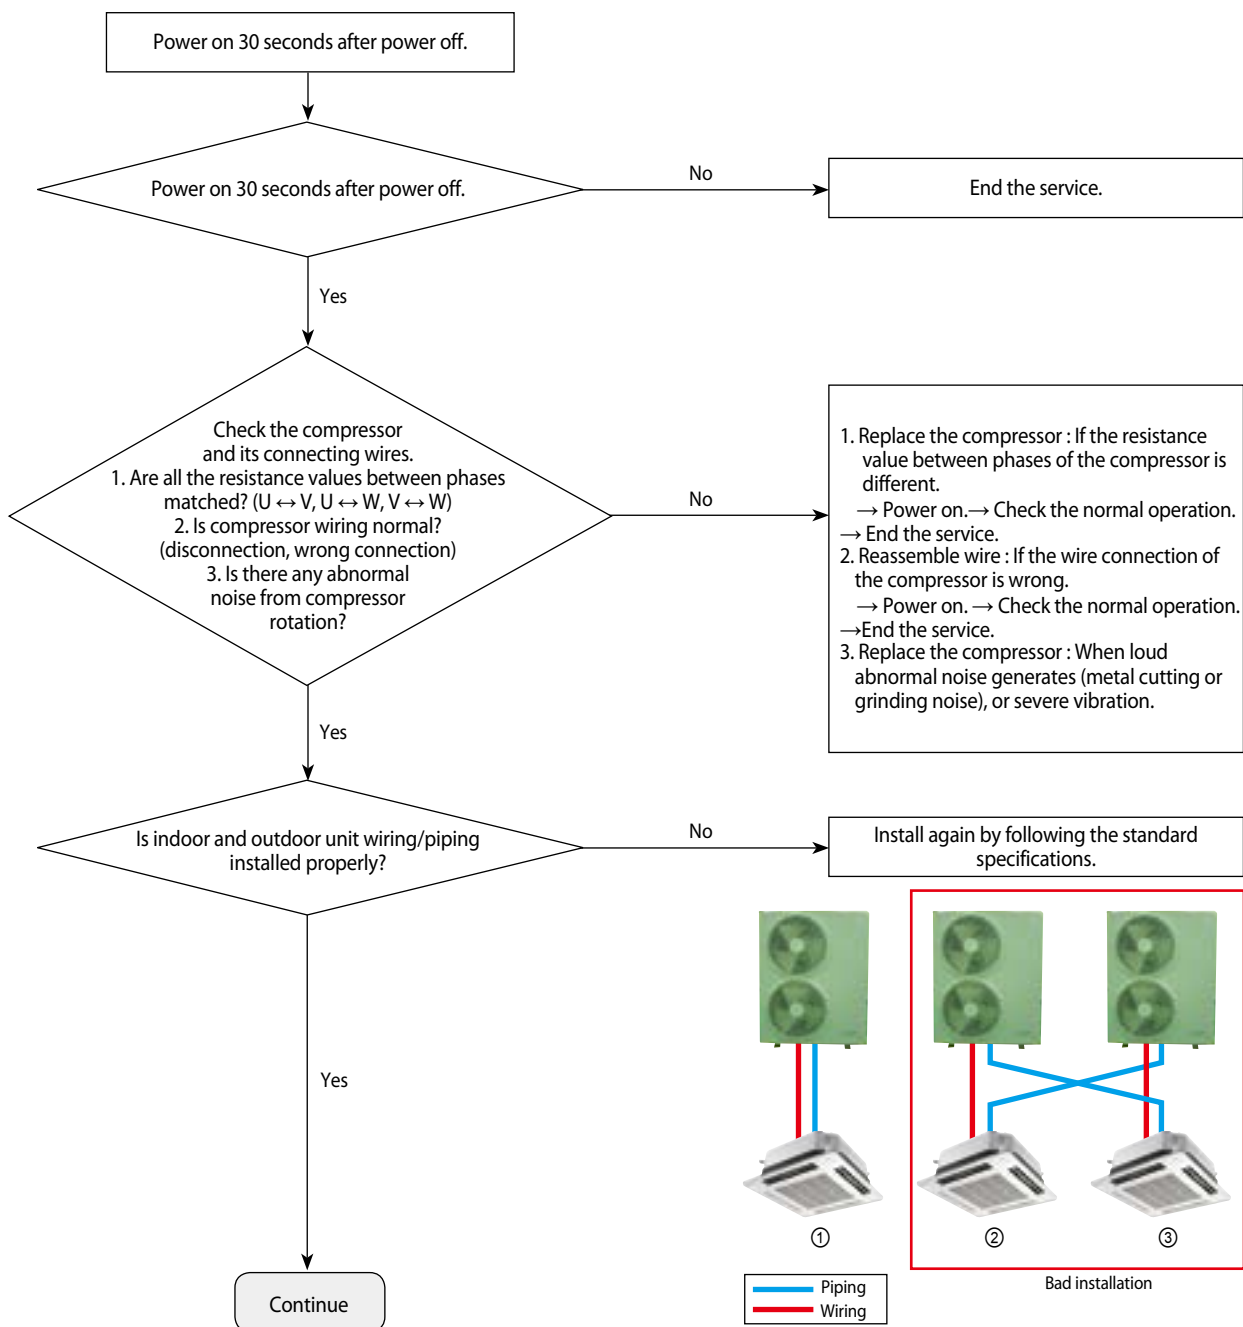 Power on 30 seconds after power off.
Power on 30 seconds after power off.
No
End the service.
Yes
Check the compressor
and its connecting wires.
1. Are all the resistance values between phases
matched? (U ↔ V, U ↔ W, V ↔ W)
2. Is compressor wiring normal?
(disconnection, wrong connection)
3. Is there any abnormal
noise from compressor
rotation?
No
1. Replace the compressor : If the resistance
value between phases of the compressor is
different.
→ Power on.→ Check the normal operation.
→ End the service.
2. Reassemble wire : If the wire connection of
the compressor is wrong.
→ Power on. → Check the normal operation.
→End the service.
3. Replace the compressor : When loud
abnormal noise generates (metal cutting or
grinding noise), or severe vibration.
Yes
Is indoor and outdoor unit wiring/piping
installed properly?
No
Install again by following the standard
specifications.
Yes
①
②
③
Bad installation
Piping
Wiring
Continue